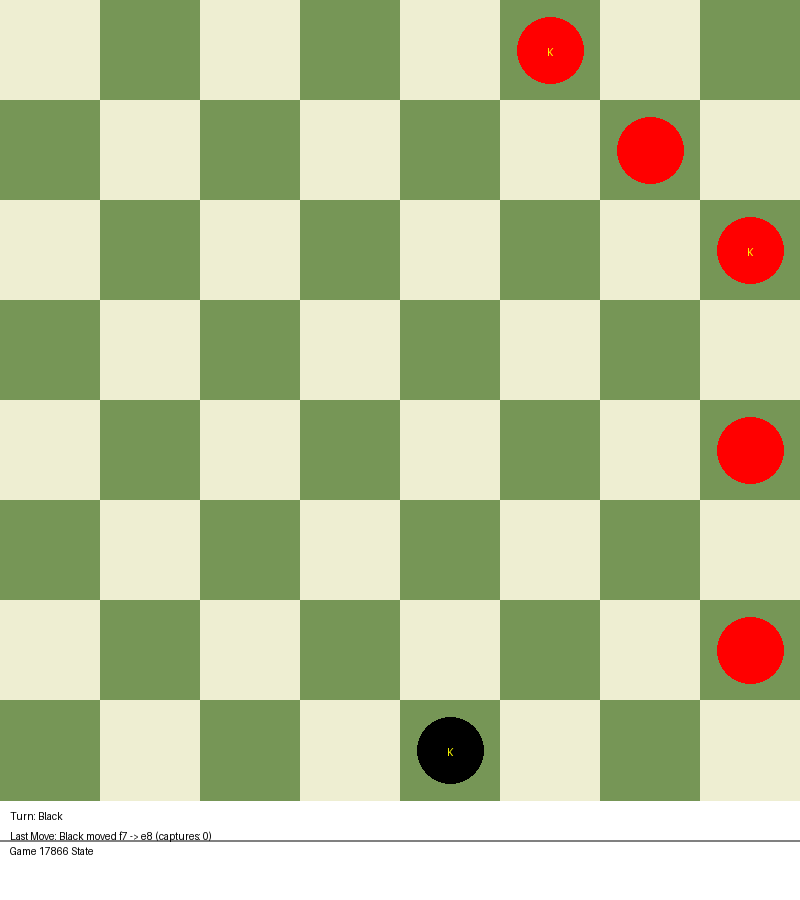 K
K
K
Turn: Black
Last Move: Black moved f7 -> e8 (captures: 0)
Game 17866 State